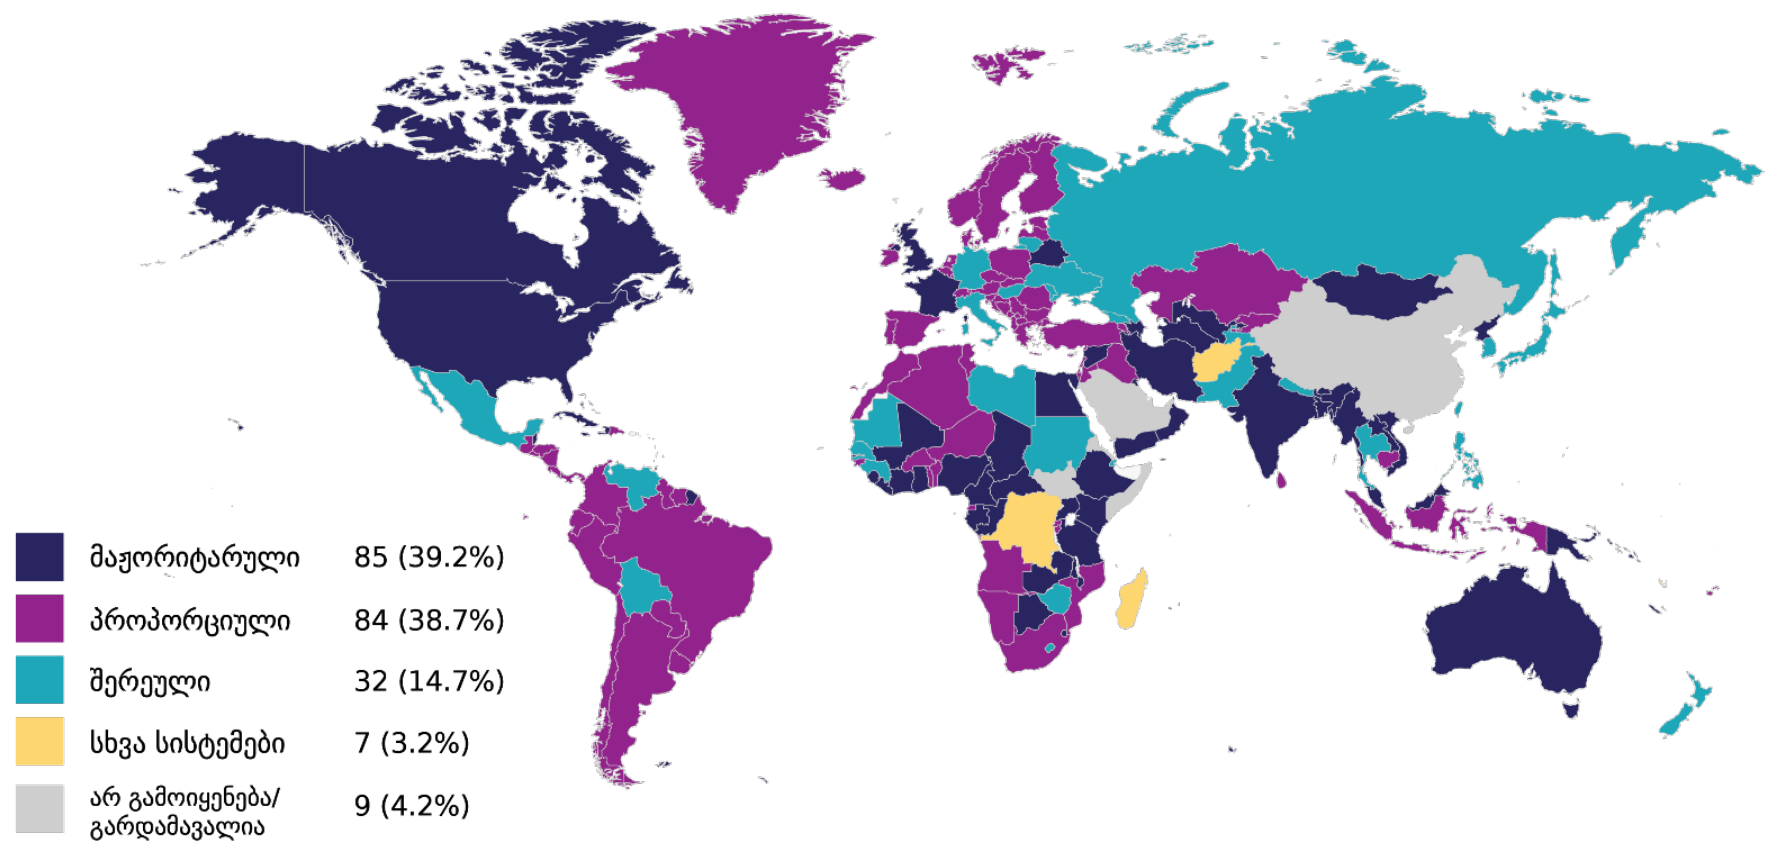 მაჟორიტარული 85 (39.2%)
პროპორციული 84 (38.7%)
შერეული 32 (14.7%)
სხვა სისტემები 7 (3.2%)
არ გამოიყენება/
გარდამავალია 9 (4.2%)